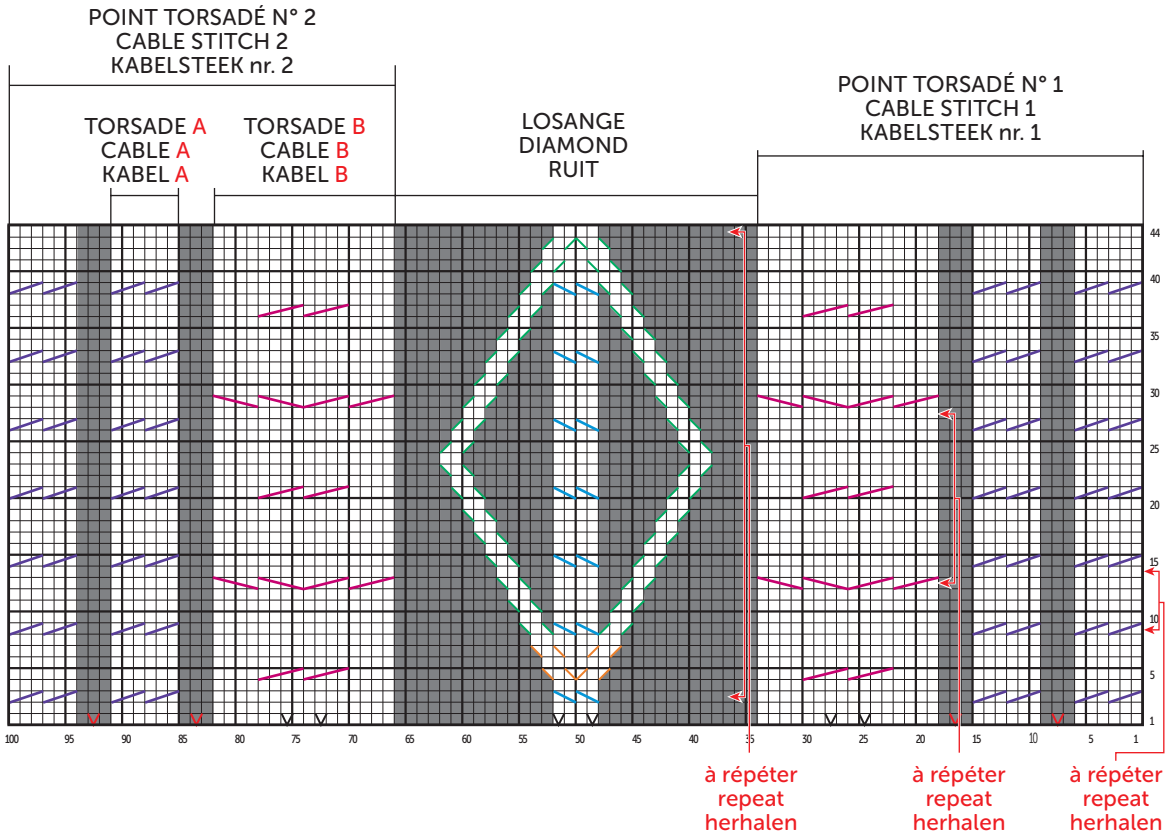 POINT TORSADÉ N° 2
CABLE STITCH 2
KABELSTEEK nr. 2
POINT TORSADÉ N° 1
CABLE STITCH 1
KABELSTEEK nr. 1
TORSADE A
CABLE A
KABEL A
TORSADE B
CABLE B
KABEL B
LOSANGE
DIAMOND
RUIT
44
40
35
30
25
20
15
10
5
1
100 95 90 85 80 75 70 65 60 55 50 45 40 35 30 25 20 15 10 5 1
à répéter
repeat
herhalen
à répéter
repeat
herhalen
à répéter
repeat
herhalen